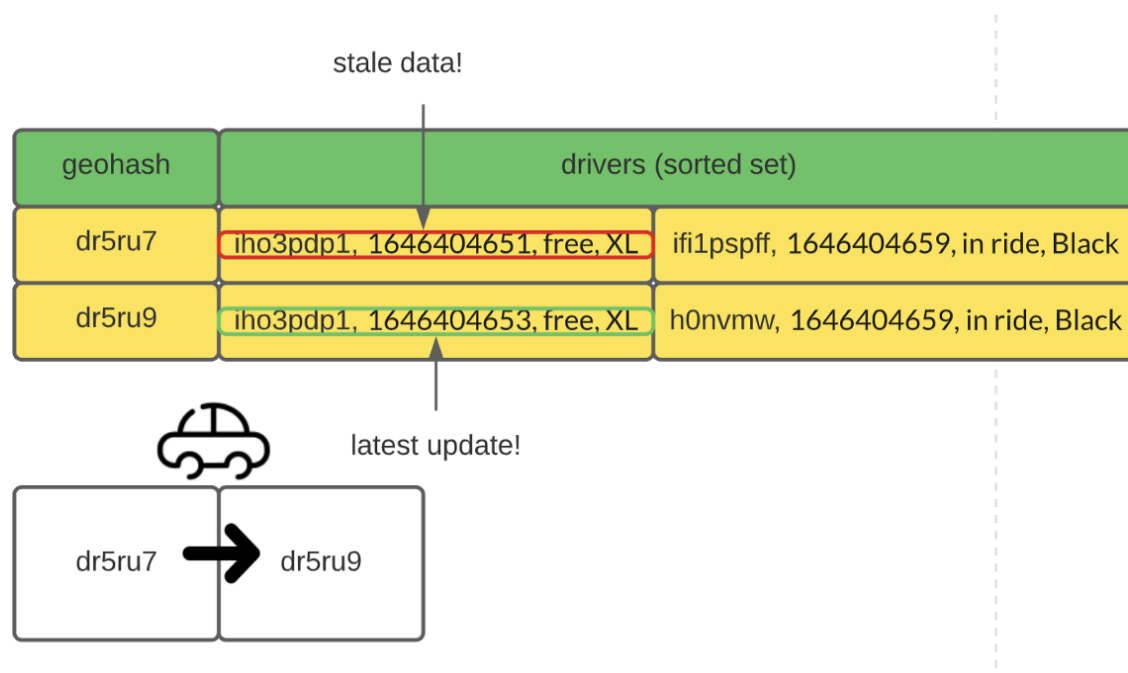 stale data!
geohash drivers (sorted set)
dr5ru7 iho3pdp1, 1646404651, free, XL ifi1pspff, 1646404659, in ride, Black
dr5ru9 iho3pdp1, 1646404653, free, XL h0nvmw, 1646404659, in ride, Black
latest update!
dr5ru7 dr5ru9